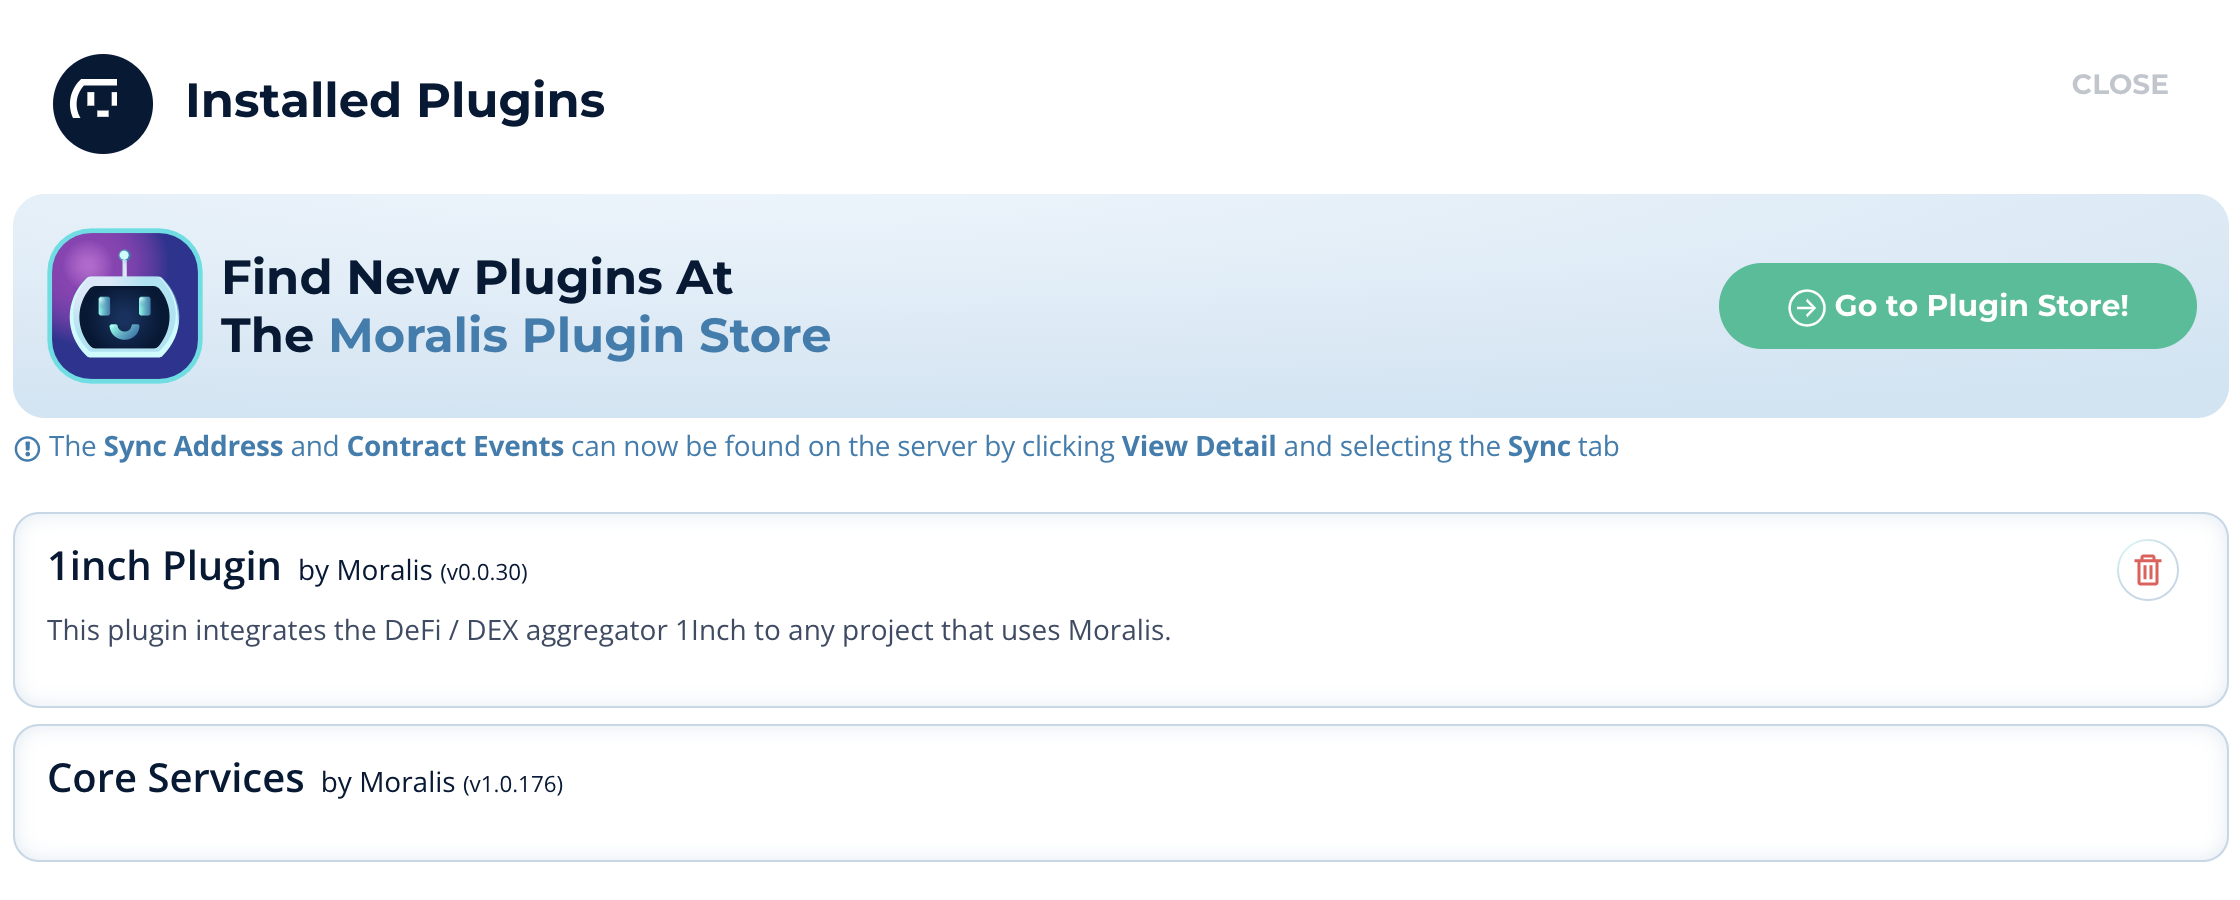 Installed Plugins
CLOSE
Find New Plugins At
The Moralis Plugin Store
Go to Plugin Store!
The Sync Address and Contract Events can now be found on the server by clicking View Detail and selecting the Sync tab
1inch Plugin by Moralis (v0.0.30)
This plugin integrates the DeFi / DEX aggregator 1Inch to any project that uses Moralis.
Core Services by Moralis (v1.0.176)